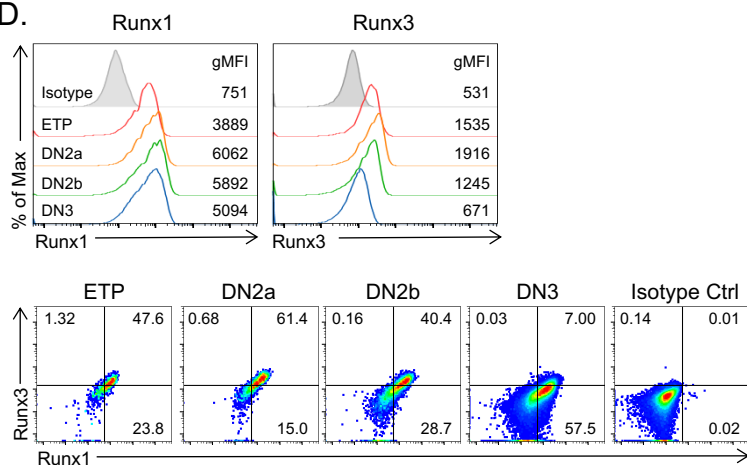 D.
Runx1 Runx3
gMFI gMFI
Isotype 751 531
ETP 3889 1535
DN2a 6062 1916
DN2b 5892 1245
DN3 5094 671
% of Max
Runx1 Runx3
ETP DN2a DN2b DN3 Isotype Ctrl
1.32 47.6 0.68 61.4 0.16 40.4 0.03 7.00 0.14 0.01
Runx3
23.8 15.0 28.7 57.5 0.02
Runx1